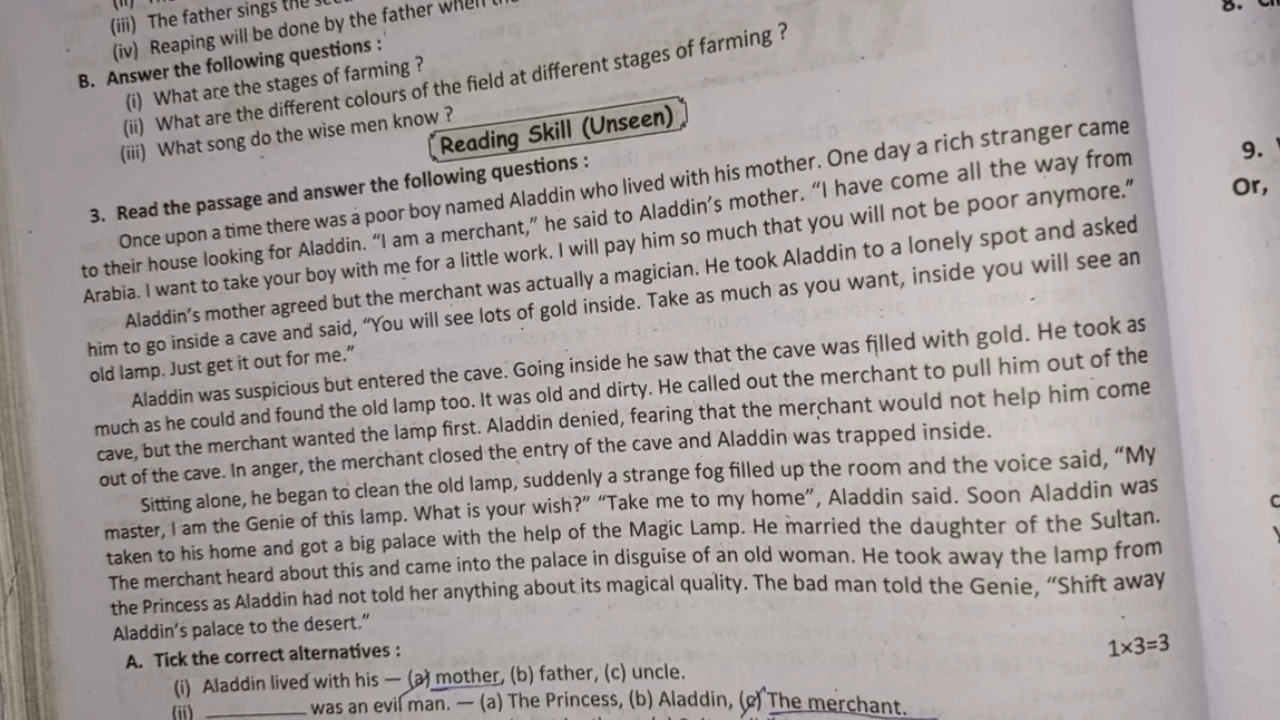 (iii) The father sings the
(iv) Reaping will be done by the father when
B. Answer the following questions :
(i) What are the stages of farming ?
(ii) What are the different colours of the field at different stages of farming ?
(iii) What song do the wise men know ?
Reading Skill (Unseen)
3. Read the passage and answer the following questions :
Once upon a time there was a poor boy named Aladdin who lived with his mother. One day a rich stranger came
to their house looking for Aladdin. “I am a merchant,” he said to Aladdin’s mother. “I have come all the way from
Arabia. I want to take your boy with me for a little work. I will pay him so much that you will not be poor anymore.”
Aladdin’s mother agreed but the merchant was actually a magician. He took Aladdin to a lonely spot and asked
him to go inside a cave and said, “You will see lots of gold inside. Take as much as you want, inside you will see an
old lamp. Just get it out for me.”
Aladdin was suspicious but entered the cave. Going inside he saw that the cave was filled with gold. He took as
much as he could and found the old lamp too. It was old and dirty. He called out the merchant to pull him out of the
cave, but the merchant wanted the lamp first. Aladdin denied, fearing that the merchant would not help him come
out of the cave. In anger, the merchant closed the entry of the cave and Aladdin was trapped inside.
Sitting alone, he began to clean the old lamp, suddenly a strange fog filled up the room and the voice said, “My
master, I am the Genie of this lamp. What is your wish?” “Take me to my home”, Aladdin said. Soon Aladdin was
taken to his home and got a big palace with the help of the Magic Lamp. He married the daughter of the Sultan.
The merchant heard about this and came into the palace in disguise of an old woman. He took away the lamp from
the Princess as Aladdin had not told her anything about its magical quality. The bad man told the Genie, “Shift away
Aladdin’s palace to the desert.”
A. Tick the correct alternatives : 1×3=3
(i) Aladdin lived with his — (a) mother, (b) father, (c) uncle.
(ii) ________ was an evil man. — (a) The Princess, (b) Aladdin, (c) The merchant.
8.
9.
Or,